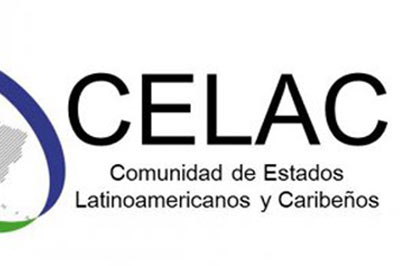 CELAC
Comunidad de Estados
Latinoamericanos y Caribeños